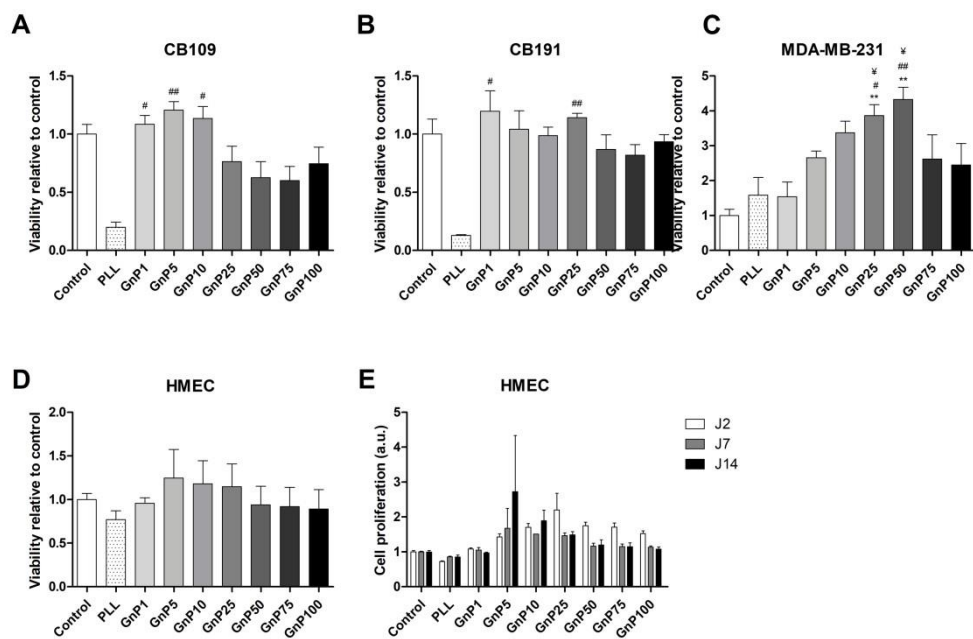 A
CB109
Viability relative to control
1.5
1.0
0.5
0.0
#
##
#
Control
PLL
GnP1
GnP5
GnP10
GnP25
GnP50
GnP75
GnP100
B
CB191
Viability relative to control
1.5
1.0
0.5
0.0
#
##
Control
PLL
GnP1
GnP5
GnP10
GnP25
GnP50
GnP75
GnP100
C
MDA-MB-231
Viability relative to control
5
4
3
2
1
0
¥
#
**
¥
##
**
Control
PLL
GnP1
GnP5
GnP10
GnP25
GnP50
GnP75
GnP100
D
HMEC
Viability relative to control
2.0
1.5
1.0
0.5
0.0
Control
PLL
GnP1
GnP5
GnP10
GnP25
GnP50
GnP75
GnP100
E
HMEC
Cell proliferation (a.u.)
5
4
3
2
1
0
Control
PLL
GnP1
GnP5
GnP10
GnP25
GnP50
GnP75
GnP100
J2
J7
J14